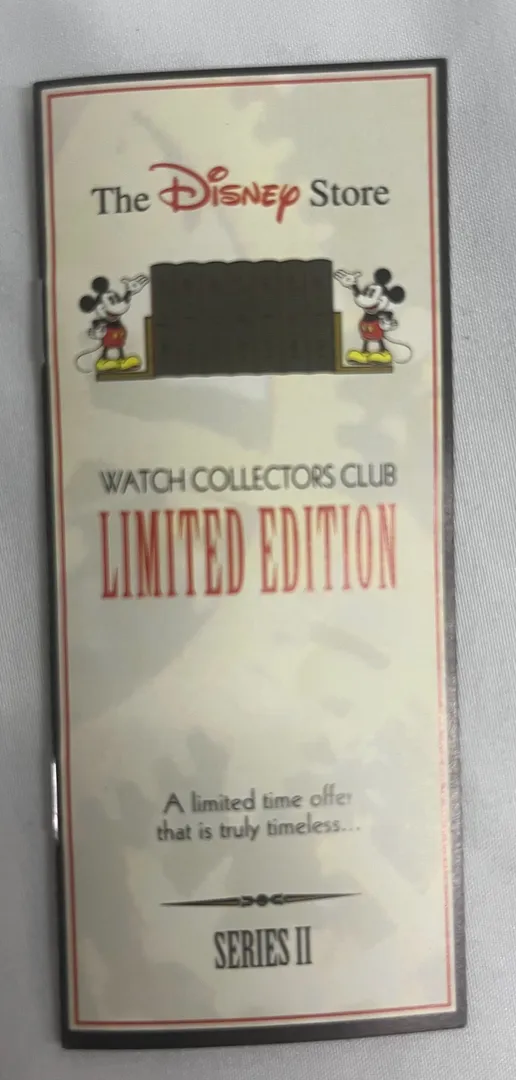 The Disney Store
WATCH COLLECTORS CLUB
LIMITED EDITION
A limited time offer
that is truly timeless...
SERIES II